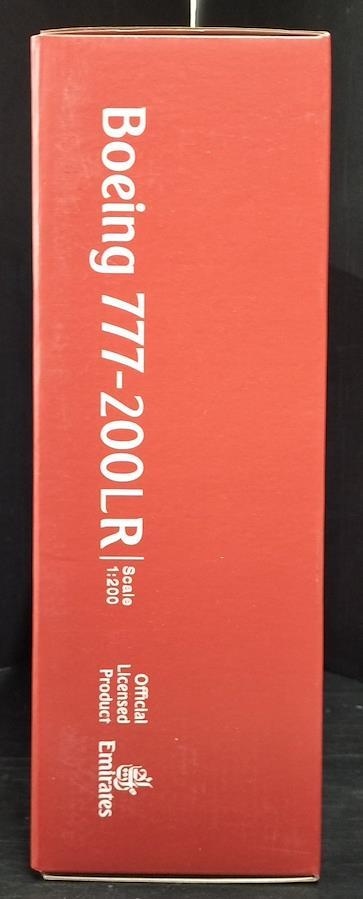 Boeing 777-200LR
Scale
1:200
Official
Licensed
Product
Emirates